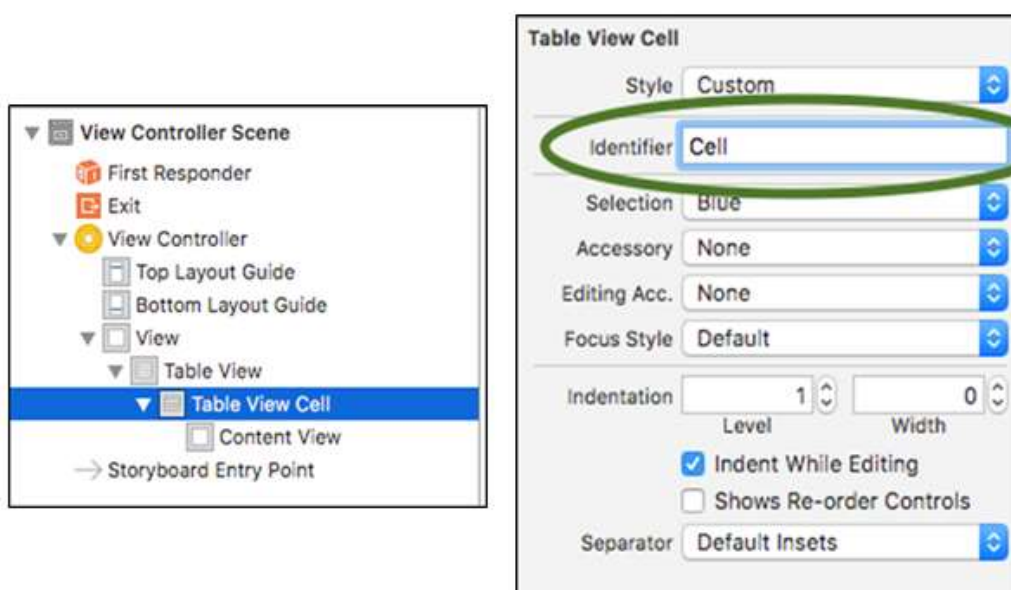 View Controller Scene
First Responder
Exit
View Controller
Top Layout Guide
Bottom Layout Guide
View
Table View
Table View Cell
Content View
Storyboard Entry Point
Table View Cell
Style Custom
Identifier Cell
Selection Blue
Accessory None
Editing Acc. None
Focus Style Default
Indentation 1 0
Level Width
Indent While Editing
Shows Re-order Controls
Separator Default Insets